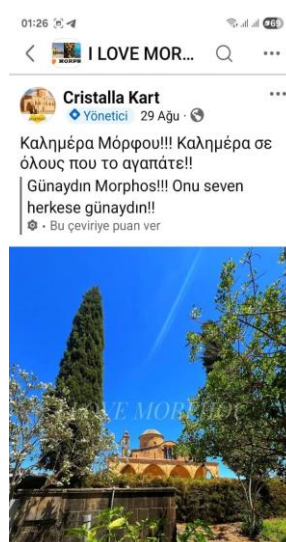 01:26
69
I LOVE MOR...
Cristalla Kart
Yönetici 29 Ağu ·
Καλημέρα Μόρφου!!! Καλημέρα σε
όλους που το αγαπάτε!!
Günaydın Morphos!!! Onu seven
herkese günaydın!!
· Bu çeviriye puan ver
I LOVE MORPHOU